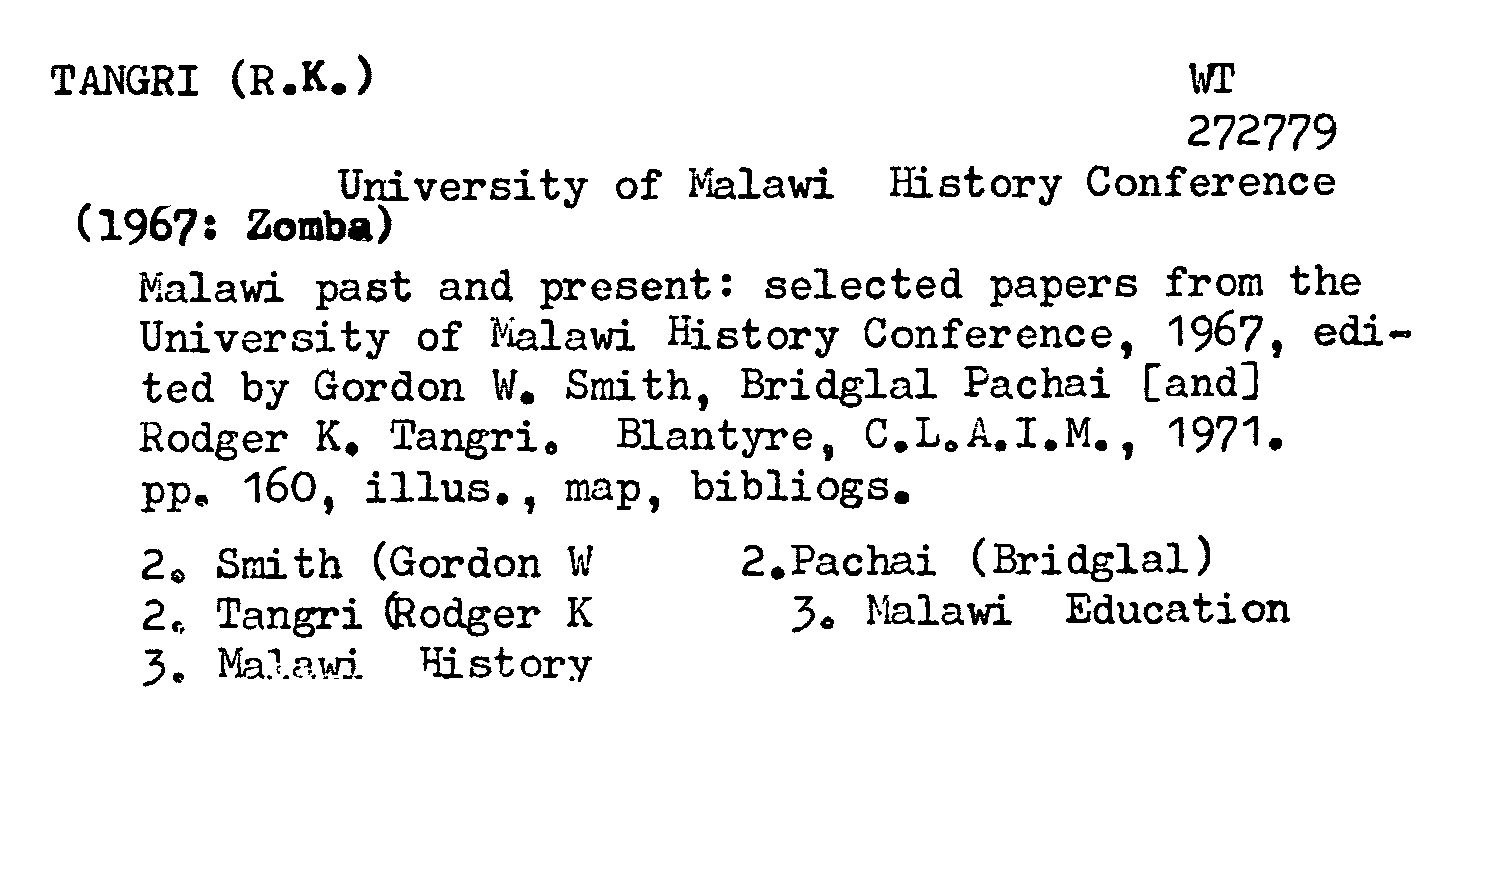 TANGRI (R.K.) WT
272779
University of Malawi History Conference
(1967: Zomba)
Malawi past and present: selected papers from the
University of Malawi History Conference, 1967, edi-
ted by Gordon W. Smith, Bridglal Pachai [and]
Rodger K. Tangri. Blantyre, C.L.A.I.M., 1971.
pp. 160, illus., map, bibliogs.
2. Smith (Gordon W 2.Pachai (Bridglal)
2. Tangri (Rodger K 3. Malawi Education
3. Malawi History